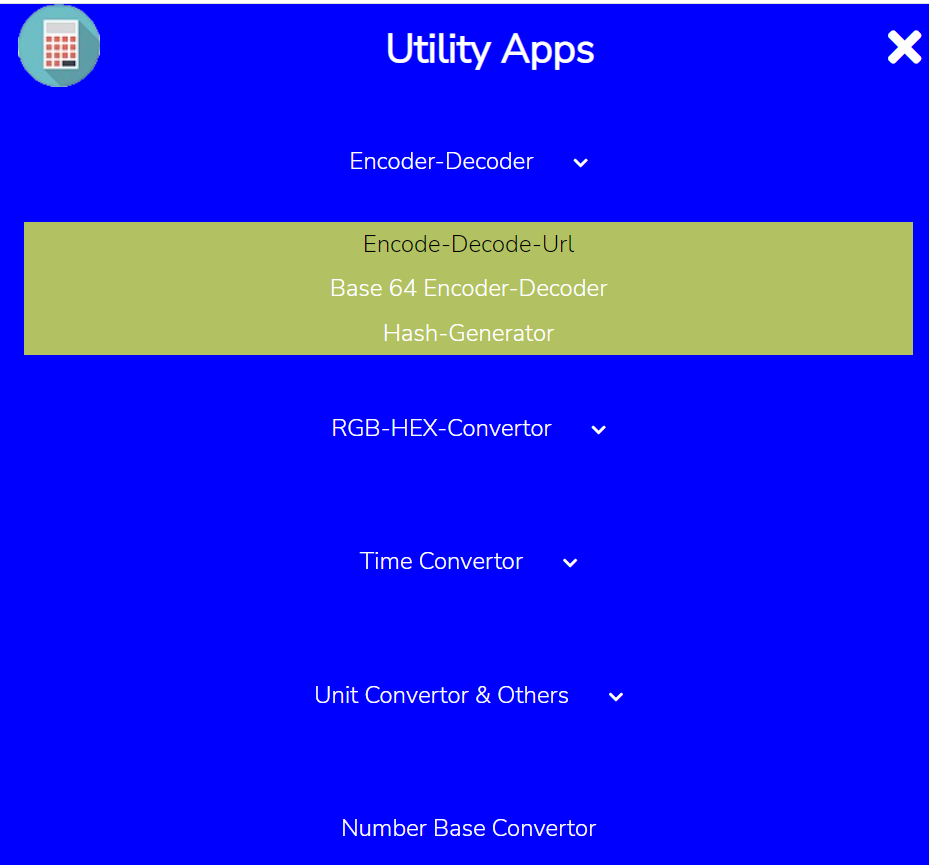 Utility Apps
Encoder-Decoder
Encode-Decode-Url
Base 64 Encoder-Decoder
Hash-Generator
RGB-HEX-Convertor
Time Convertor
Unit Convertor & Others
Number Base Convertor